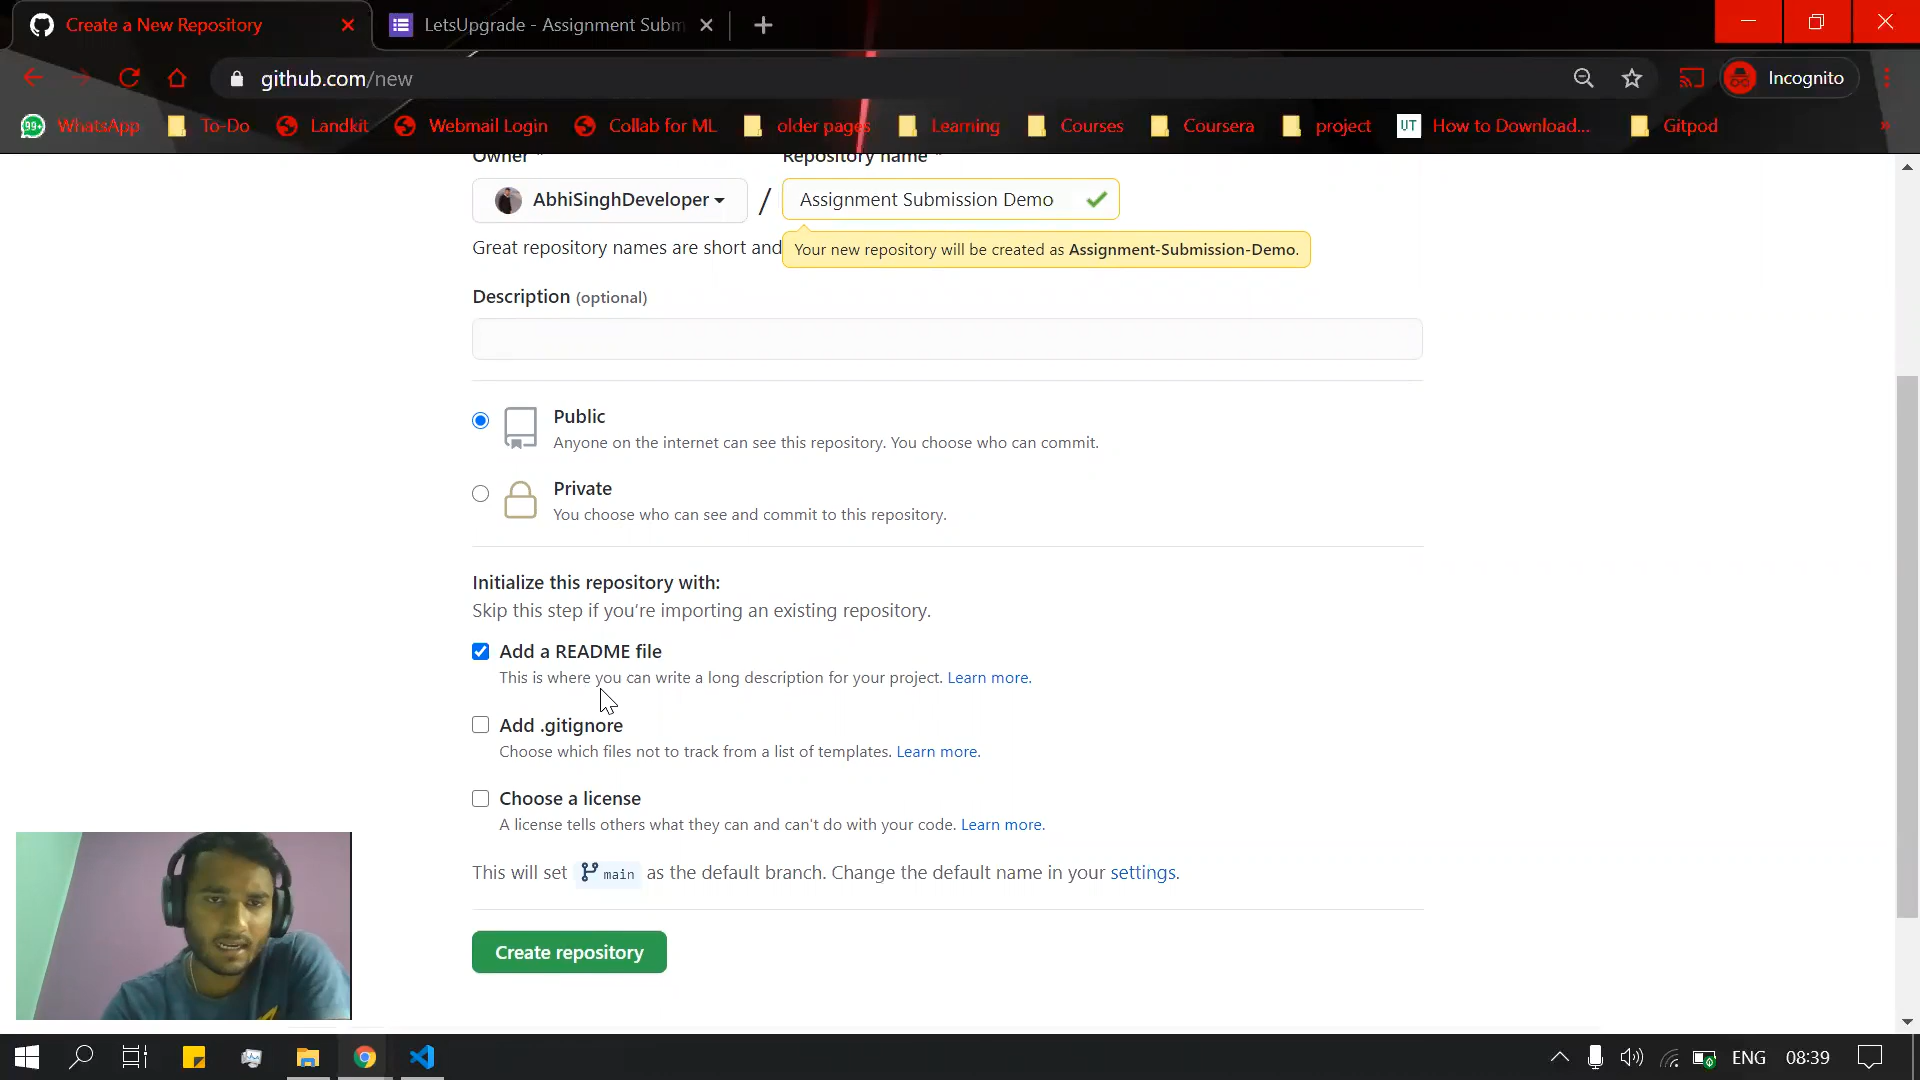 Create a New Repository
LetsUpgrade - Assignment Subm
github.com/new
Incognito
99+
WhatsApp
To-Do
Landkit
Webmail Login
Collab for ML
older pages
Learning
Courses
Coursera
project
UT
How to Download...
Gitpod
»
Owner *
Repository name *
AbhiSinghDeveloper
/
Assignment Submission Demo
Great repository names are short and
Your new repository will be created as Assignment-Submission-Demo.
Description (optional)
Public
Anyone on the internet can see this repository. You choose who can commit.
Private
You choose who can see and commit to this repository.
Initialize this repository with:
Skip this step if you're importing an existing repository.
Add a README file
This is where you can write a long description for your project. Learn more.
Add .gitignore
Choose which files not to track from a list of templates. Learn more.
Choose a license
A license tells others what they can and can't do with your code. Learn more.
This will set main as the default branch. Change the default name in your settings.
Create repository
ENG
08:39